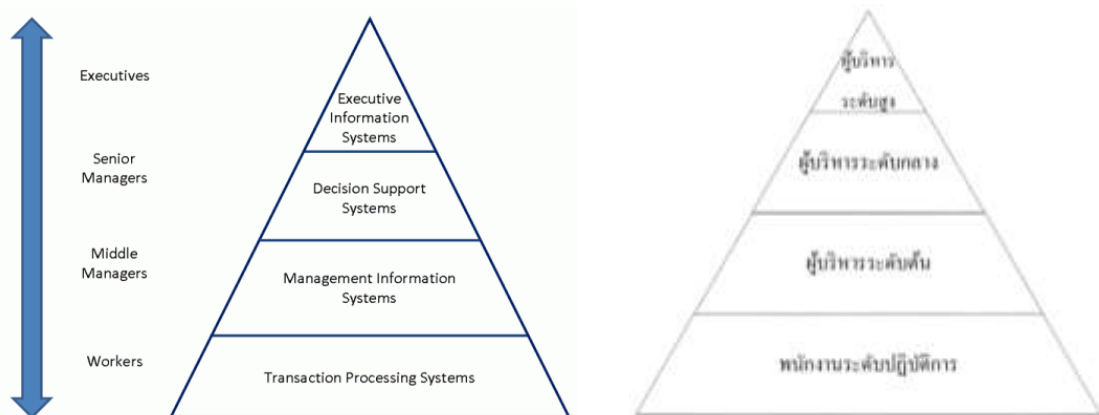 Executives
Executive
Information
Systems
Senior
Managers
Decision Support
Systems
Middle
Managers
Management Information
Systems
Workers
Transaction Processing Systems
ผู้บริหาร
ระดับสูง
ผู้บริหารระดับกลาง
ผู้บริหารระดับต้น
พนักงานระดับปฏิบัติการ